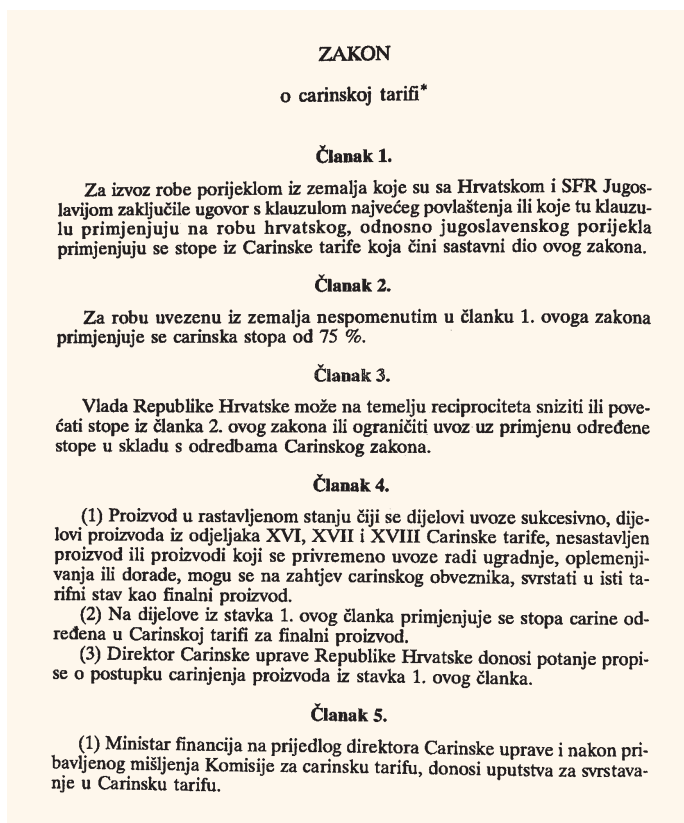 ZAKON
o carinskoj tarifi*
Članak 1.
Za izvoz robe porijeklom iz zemalja koje su sa Hrvatskom i SFR Jugos-
lavijom zaključile ugovor s klauzulom najvećeg povlaštenja ili koje tu klauzu-
lu primjenjuju na robu hrvatskog, odnosno jugoslavenskog porijekla
primjenjuju se stope iz Carinske tarife koja čini sastavni dio ovog zakona.
Članak 2.
Za robu uvezenu iz zemalja nespomenutim u članku 1. ovoga zakona
primjenjuje se carinska stopa od 75 %.
Članak 3.
Vlada Republike Hrvatske može na temelju reciprociteta sniziti ili pove-
ćati stope iz članka 2. ovog zakona ili ograničiti uvoz uz primjenu određene
stope u skladu s odredbama Carinskog zakona.
Članak 4.
(1) Proizvod u rastavljenom stanju čiji se dijelovi uvoze sukcesivno, dije-
lovi proizvoda iz odjeljaka XVI, XVII i XVIII Carinske tarife, nesastavljen
proizvod ili proizvodi koji se privremeno uvoze radi ugradnje, oplemenji-
vanja ili dorade, mogu se na zahtjev carinskog obveznika, svrstati u isti ta-
rifni stav kao finalni proizvod.
(2) Na dijelove iz stavka 1. ovog članka primjenjuje se stopa carine od-
ređena u Carinskoj tarifi za finalni proizvod.
(3) Direktor Carinske uprave Republike Hrvatske donosi potanje propi-
se o postupku carinjenja proizvoda iz stavka 1. ovog članka.
Članak 5.
(1) Ministar financija na prijedlog direktora Carinske uprave i nakon pri-
bavljenog mišljenja Komisije za carinsku tarifu, donosi uputstva za svrstava-
nje u Carinsku tarifu.